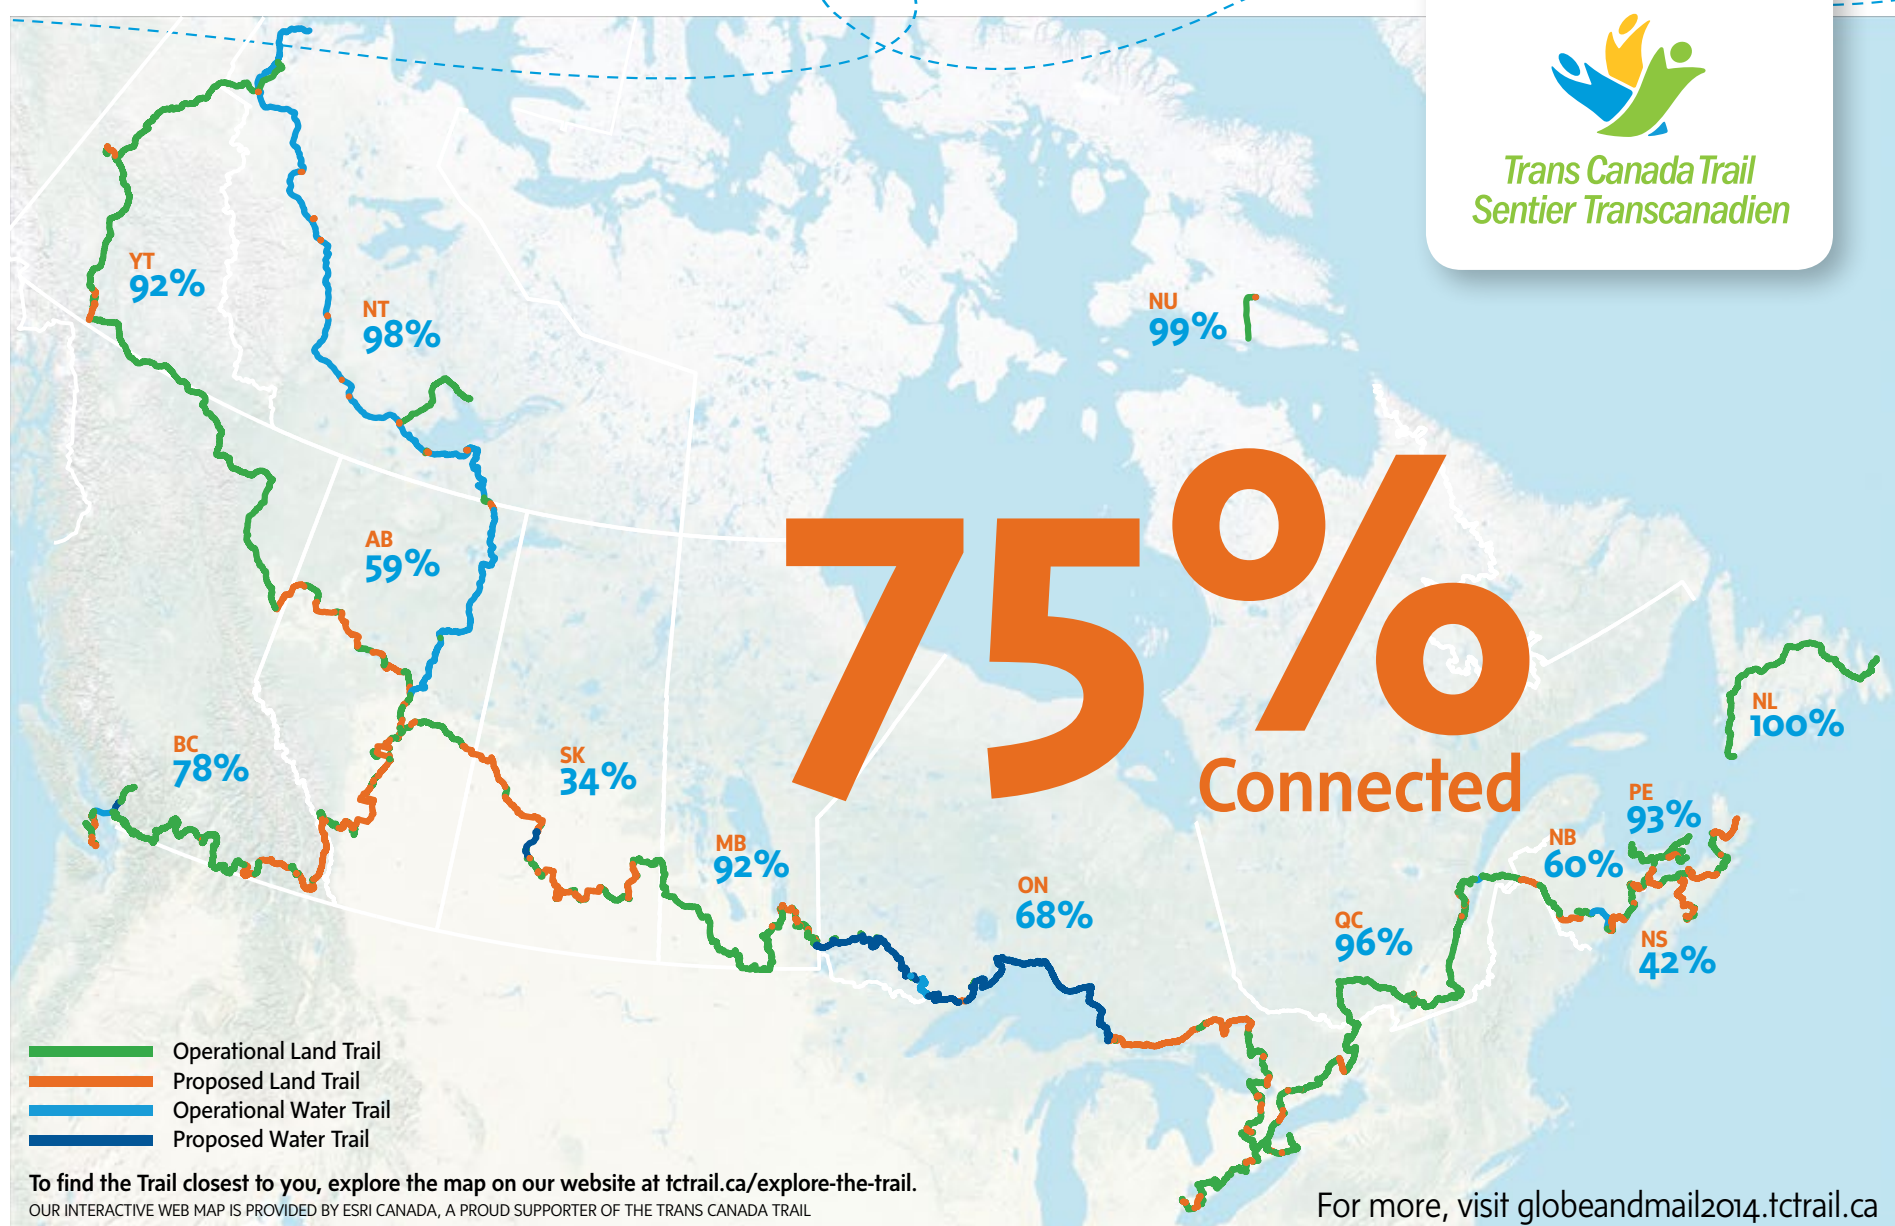 Trans Canada Trail
Sentier Transcanadien
YT
92%
NT
98%
NU
99%
AB
59%
75%
Connected
BC
78%
SK
34%
MB
92%
ON
68%
QC
96%
NL
100%
PE
93%
NB
60%
NS
42%
Operational Land Trail
Proposed Land Trail
Operational Water Trail
Proposed Water Trail
To find the Trail closest to you, explore the map on our website at tctrail.ca/explore-the-trail.
OUR INTERACTIVE WEB MAP IS PROVIDED BY ESRI CANADA, A PROUD SUPPORTER OF THE TRANS CANADA TRAIL
For more, visit globeandmail2014.tctrail.ca